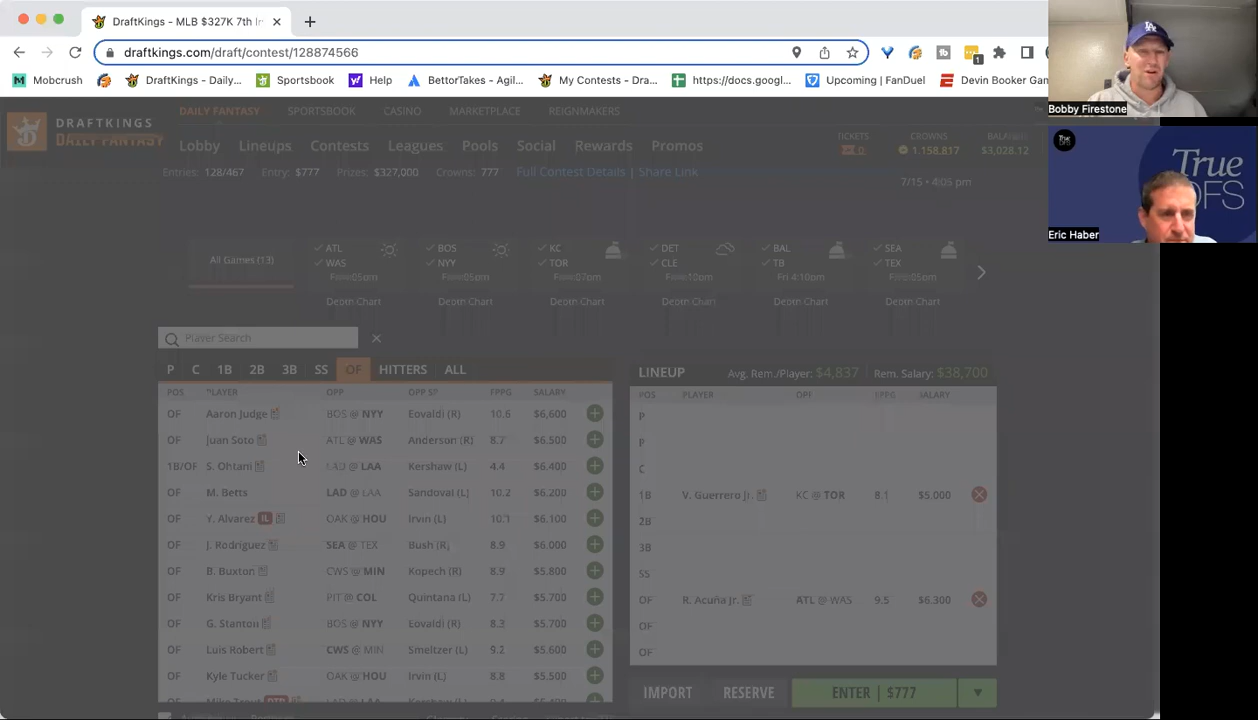 DraftKings - MLB $327K 7th In
draftkings.com/draft/contest/128874566
Mobcrush DraftKings - Daily... Sportsbook Help BettorTakes - Agil... My Contests - Dra... https://docs.googl... Upcoming | FanDuel Devin Booker Gan
Bobby Firestone
True
DFS
Eric Haber
DAILY FANTASY SPORTSBOOK CASINO MARKETPLACE REIGNMAKERS
DRAFTKINGS
DAILY FANTASY
Lobby Lineups Contests Leagues Pools Social Rewards Promos
TICKETS CROWNS
0 1,158,817 $3,028.12
Entries: 128/467 Entry: $777 Prizes: $327,000 Crowns: 777 Full Contest Details | Share Link
7/15 • 4:05 pm
All Games (13)
ATL BOS KC DET BAL SEA
WAS NYY TOR CLE TB TEX
Fri 4:10pm
Depth Chart Depth Chart Depth Chart Depth Chart Depth Chart Depth Chart
Player Search
P C 1B 2B 3B SS OF HITTERS ALL
POS PLAYER OPP OPP SP FPPG SALARY
OF Aaron Judge BOS @ NYY Eovaldi (R) 10.6 $6,600
OF Juan Soto ATL @ WAS Anderson (R) 8.7 $6,500
1B/OF S. Ohtani LAD @ LAA Kershaw (L) 4.4 $6,400
OF M. Betts LAD @ LAA Sandoval (L) 10.2 $6,200
OF Y. Alvarez IL OAK @ HOU Irvin (L) 10.1 $6,100
OF J. Rodriguez SEA @ TEX Bush (R) 8.9 $6,000
OF B. Buxton CWS @ MIN Kopech (R) 8.9 $5,800
OF Kris Bryant PIT @ COL Quintana (L) 7.7 $5,700
OF G. Stanton BOS @ NYY Eovaldi (R) 8.3 $5,700
OF Luis Robert CWS @ MIN Smeltzer (L) 9.2 $5,600
OF Kyle Tucker OAK @ HOU Irvin (L) 8.8 $5,500
LINEUP Avg. Rem./Player: $4,837 Rem. Salary: $38,700
POS PLAYER OPP FPPG SALARY
P
P
C
1B V. Guerrero Jr. KC @ TOR 8.1 $5,000
2B
3B
SS
OF R. Acuña Jr. ATL @ WAS 9.5 $6,300
OF
OF
IMPORT RESERVE ENTER | $777